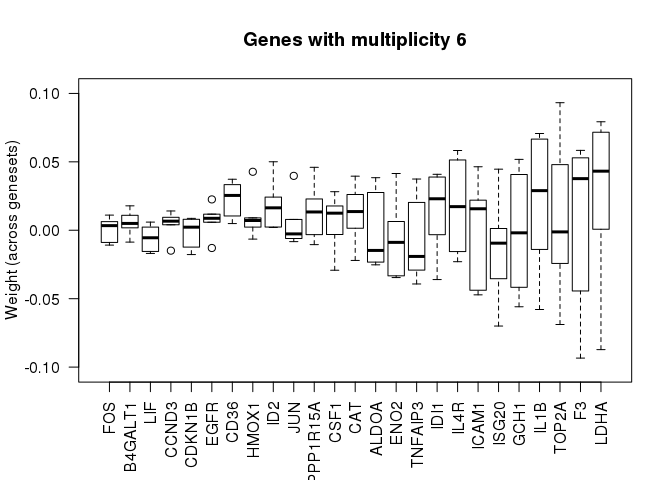 Genes with multiplicity 6
Weight (across genesets)
0.10
0.05
0.00
-0.05
-0.10
FOS
B4GALT1
LIF
CCND3
CDKN1B
EGFR
CD36
HMOX1
ID2
JUN
PPP1R15A
CSF1
CAT
ALDOA
ENO2
TNFAIP3
IDI1
IL4R
ICAM1
ISG20
GCH1
IL1B
TOP2A
F3
LDHA